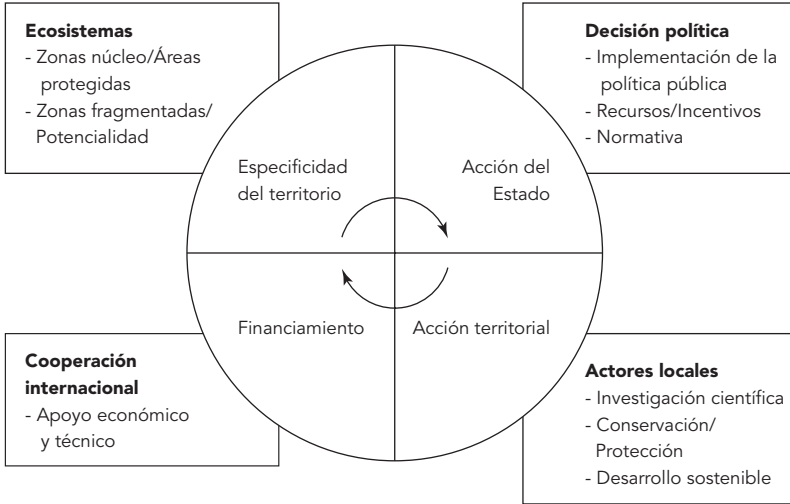 Ecosistemas
- Zonas núcleo/Áreas
protegidas
- Zonas fragmentadas/
Potencialidad
Decisión política
- Implementación de la
política pública
- Recursos/Incentivos
- Normativa
Especificidad
del territorio
Acción del
Estado
Financiamiento
Acción territorial
Cooperación
internacional
- Apoyo económico
y técnico
Actores locales
- Investigación científica
- Conservación/
Protección
- Desarrollo sostenible